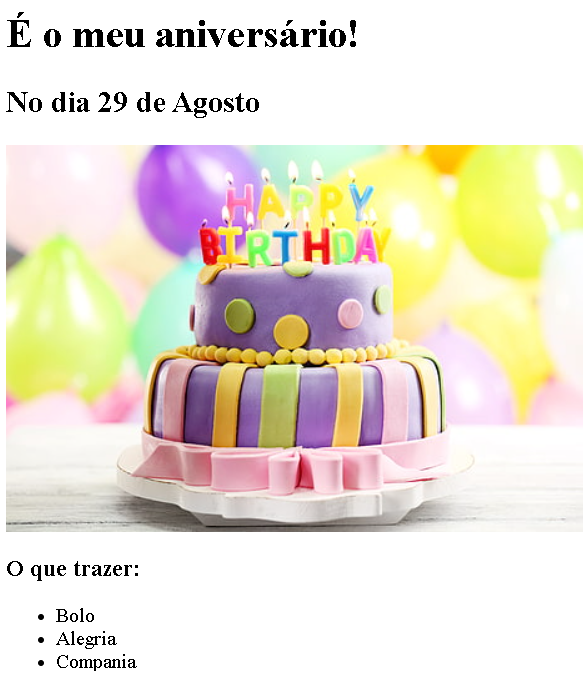 É o meu aniversário!
No dia 29 de Agosto
HAPPY
BIRTHDAY
O que trazer:
Bolo
Alegria
Compania